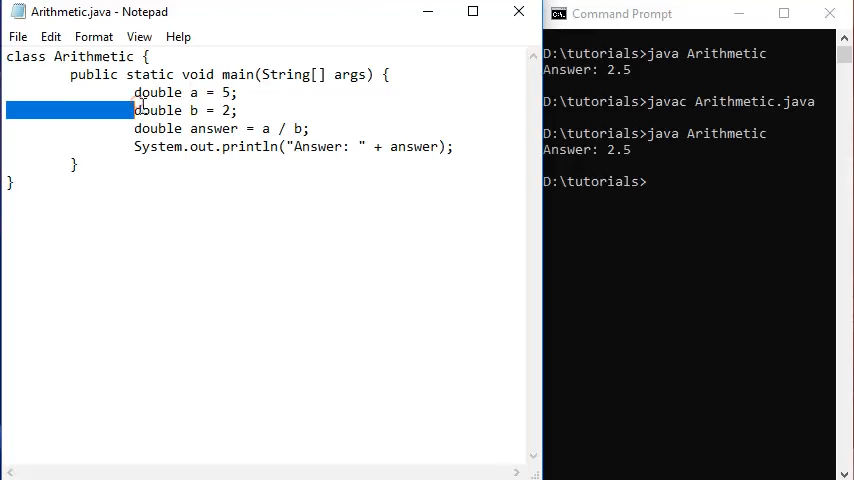 Arithmetic.java - Notepad
File Edit Format View Help
class Arithmetic {
public static void main(String[] args) {
double a = 5;
double b = 2;
double answer = a / b;
System.out.println("Answer: " + answer);
}
}
Command Prompt
D:\tutorials>java Arithmetic
Answer: 2.5
D:\tutorials>javac Arithmetic.java
D:\tutorials>java Arithmetic
Answer: 2.5
D:\tutorials>